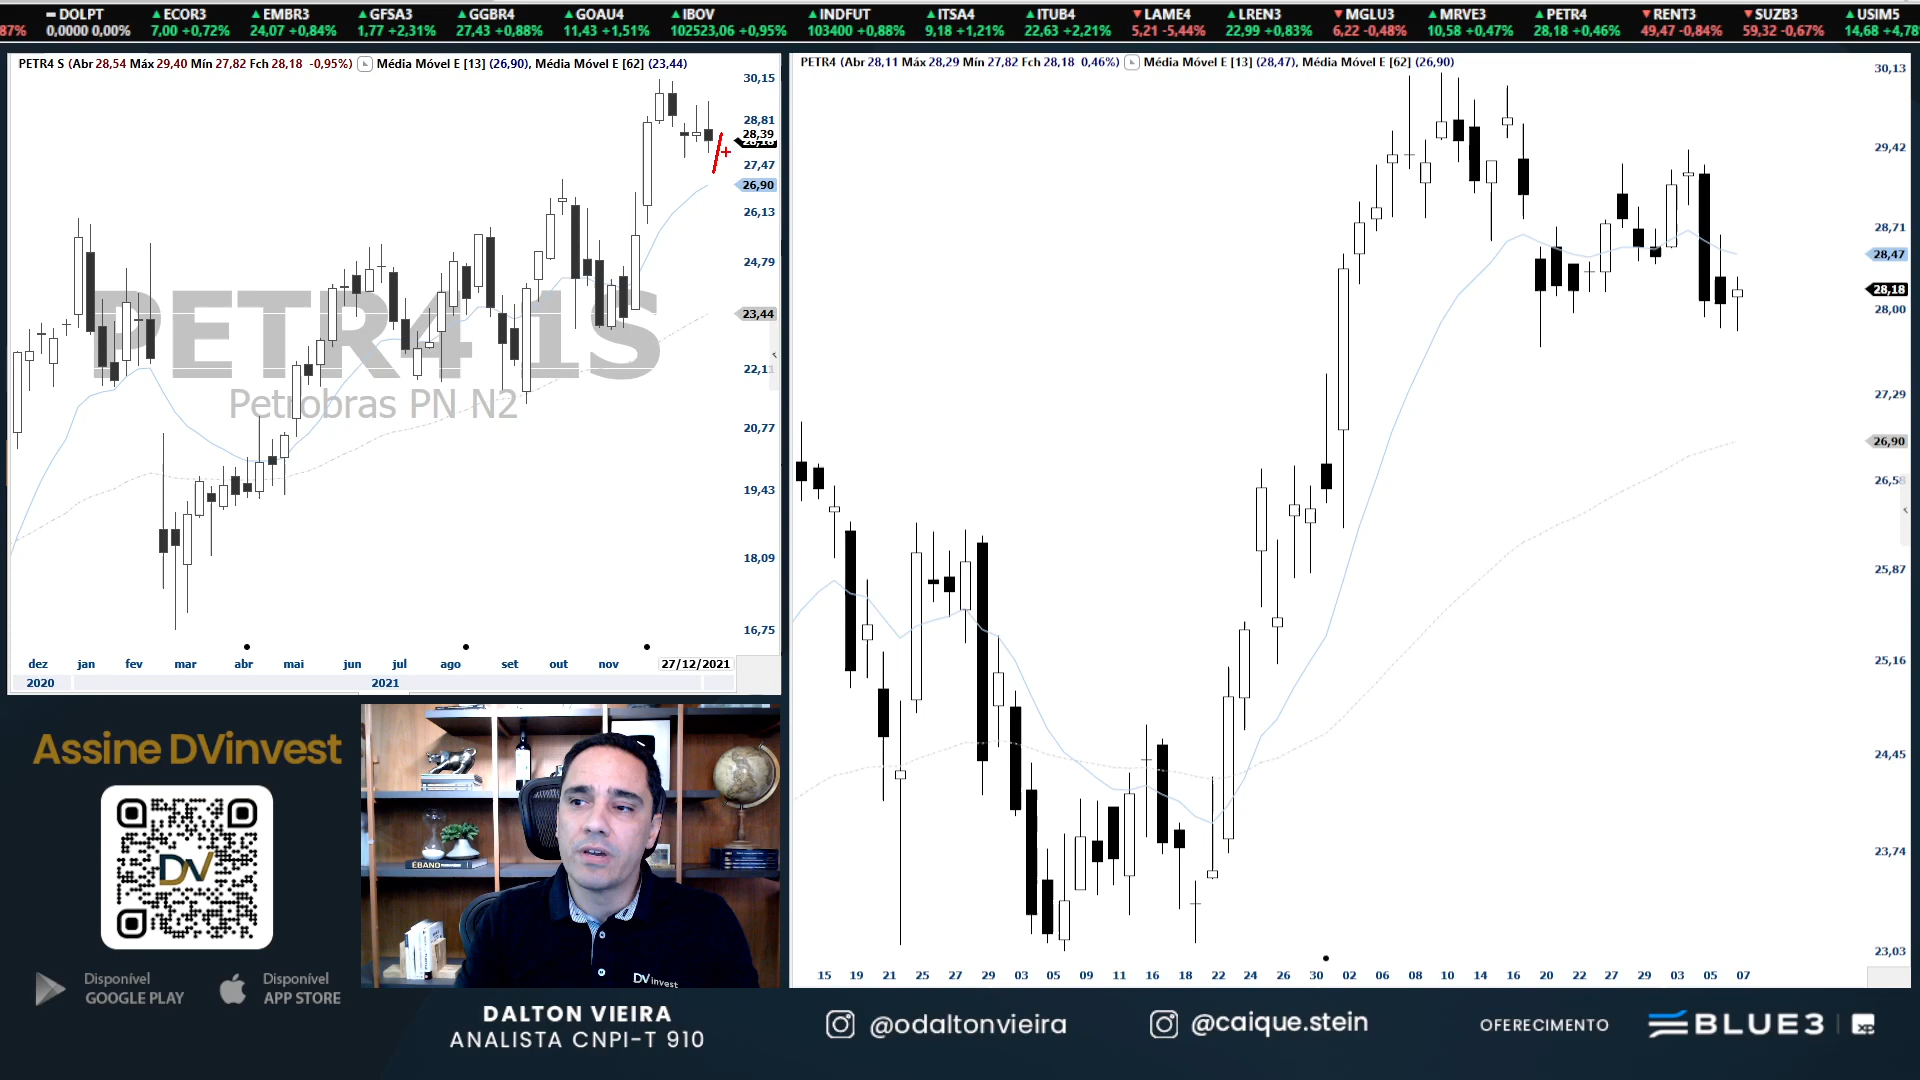 DOLPT ECOR3 EMBR3 GFSA3 GGBR4 GOAU4 IBOV INDFUT ITSA4 ITUB4 LAME4 LREN3 MGLU3 MRVE3 PETR4 RENT3 SUZB3 USIM5
87% 0,0000 0,00% 7,00 +0,72% 24,07 +0,84% 1,77 +2,31% 27,43 +0,88% 11,43 +1,51% 102523,06 +0,95% 103400 +0,88% 9,18 +1,21% 22,63 +2,21% 5,21 -5,44% 22,99 +0,83% 6,22 -0,48% 10,58 +0,47% 28,18 +0,46% 49,47 -0,84% 59,32 -0,67% 14,68 +4,78
PETR4 S (Abr 28,54 Máx 29,40 Mín 27,82 Fch 28,18 -0,95%) Média Móvel E [13] (26,90), Média Móvel E [62] (23,44)
30,15
28,81
28,39
27,47
26,90
26,13
24,79
23,44
22,11
20,77
19,43
18,09
16,75
PETR4 1S
Petrobras PN N2
dez jan fev mar abr mai jun jul ago set out nov 27/12/2021
2020 2021
PETR4 (Abr 28,11 Máx 28,29 Mín 27,82 Fch 28,18 0,46%) Média Móvel E [13] (28,47), Média Móvel E [62] (26,90)
30,13
29,42
28,71
28,47
28,18
28,00
27,29
26,90
26,58
25,87
25,16
24,45
23,74
23,03
15 19 21 25 27 29 03 05 09 11 16 18 22 24 26 30 02 06 08 10 14 16 20 22 27 29 03 05 07
Assine DVinvest
DV
Disponível
GOOGLE PLAY
Disponível
APP STORE
ÉBANO
DVinvest
DALTON VIEIRA
ANALISTA CNPI-T 910
@odaltonvieira
@caique.stein
OFERECIMENTO
BLUE3
xp